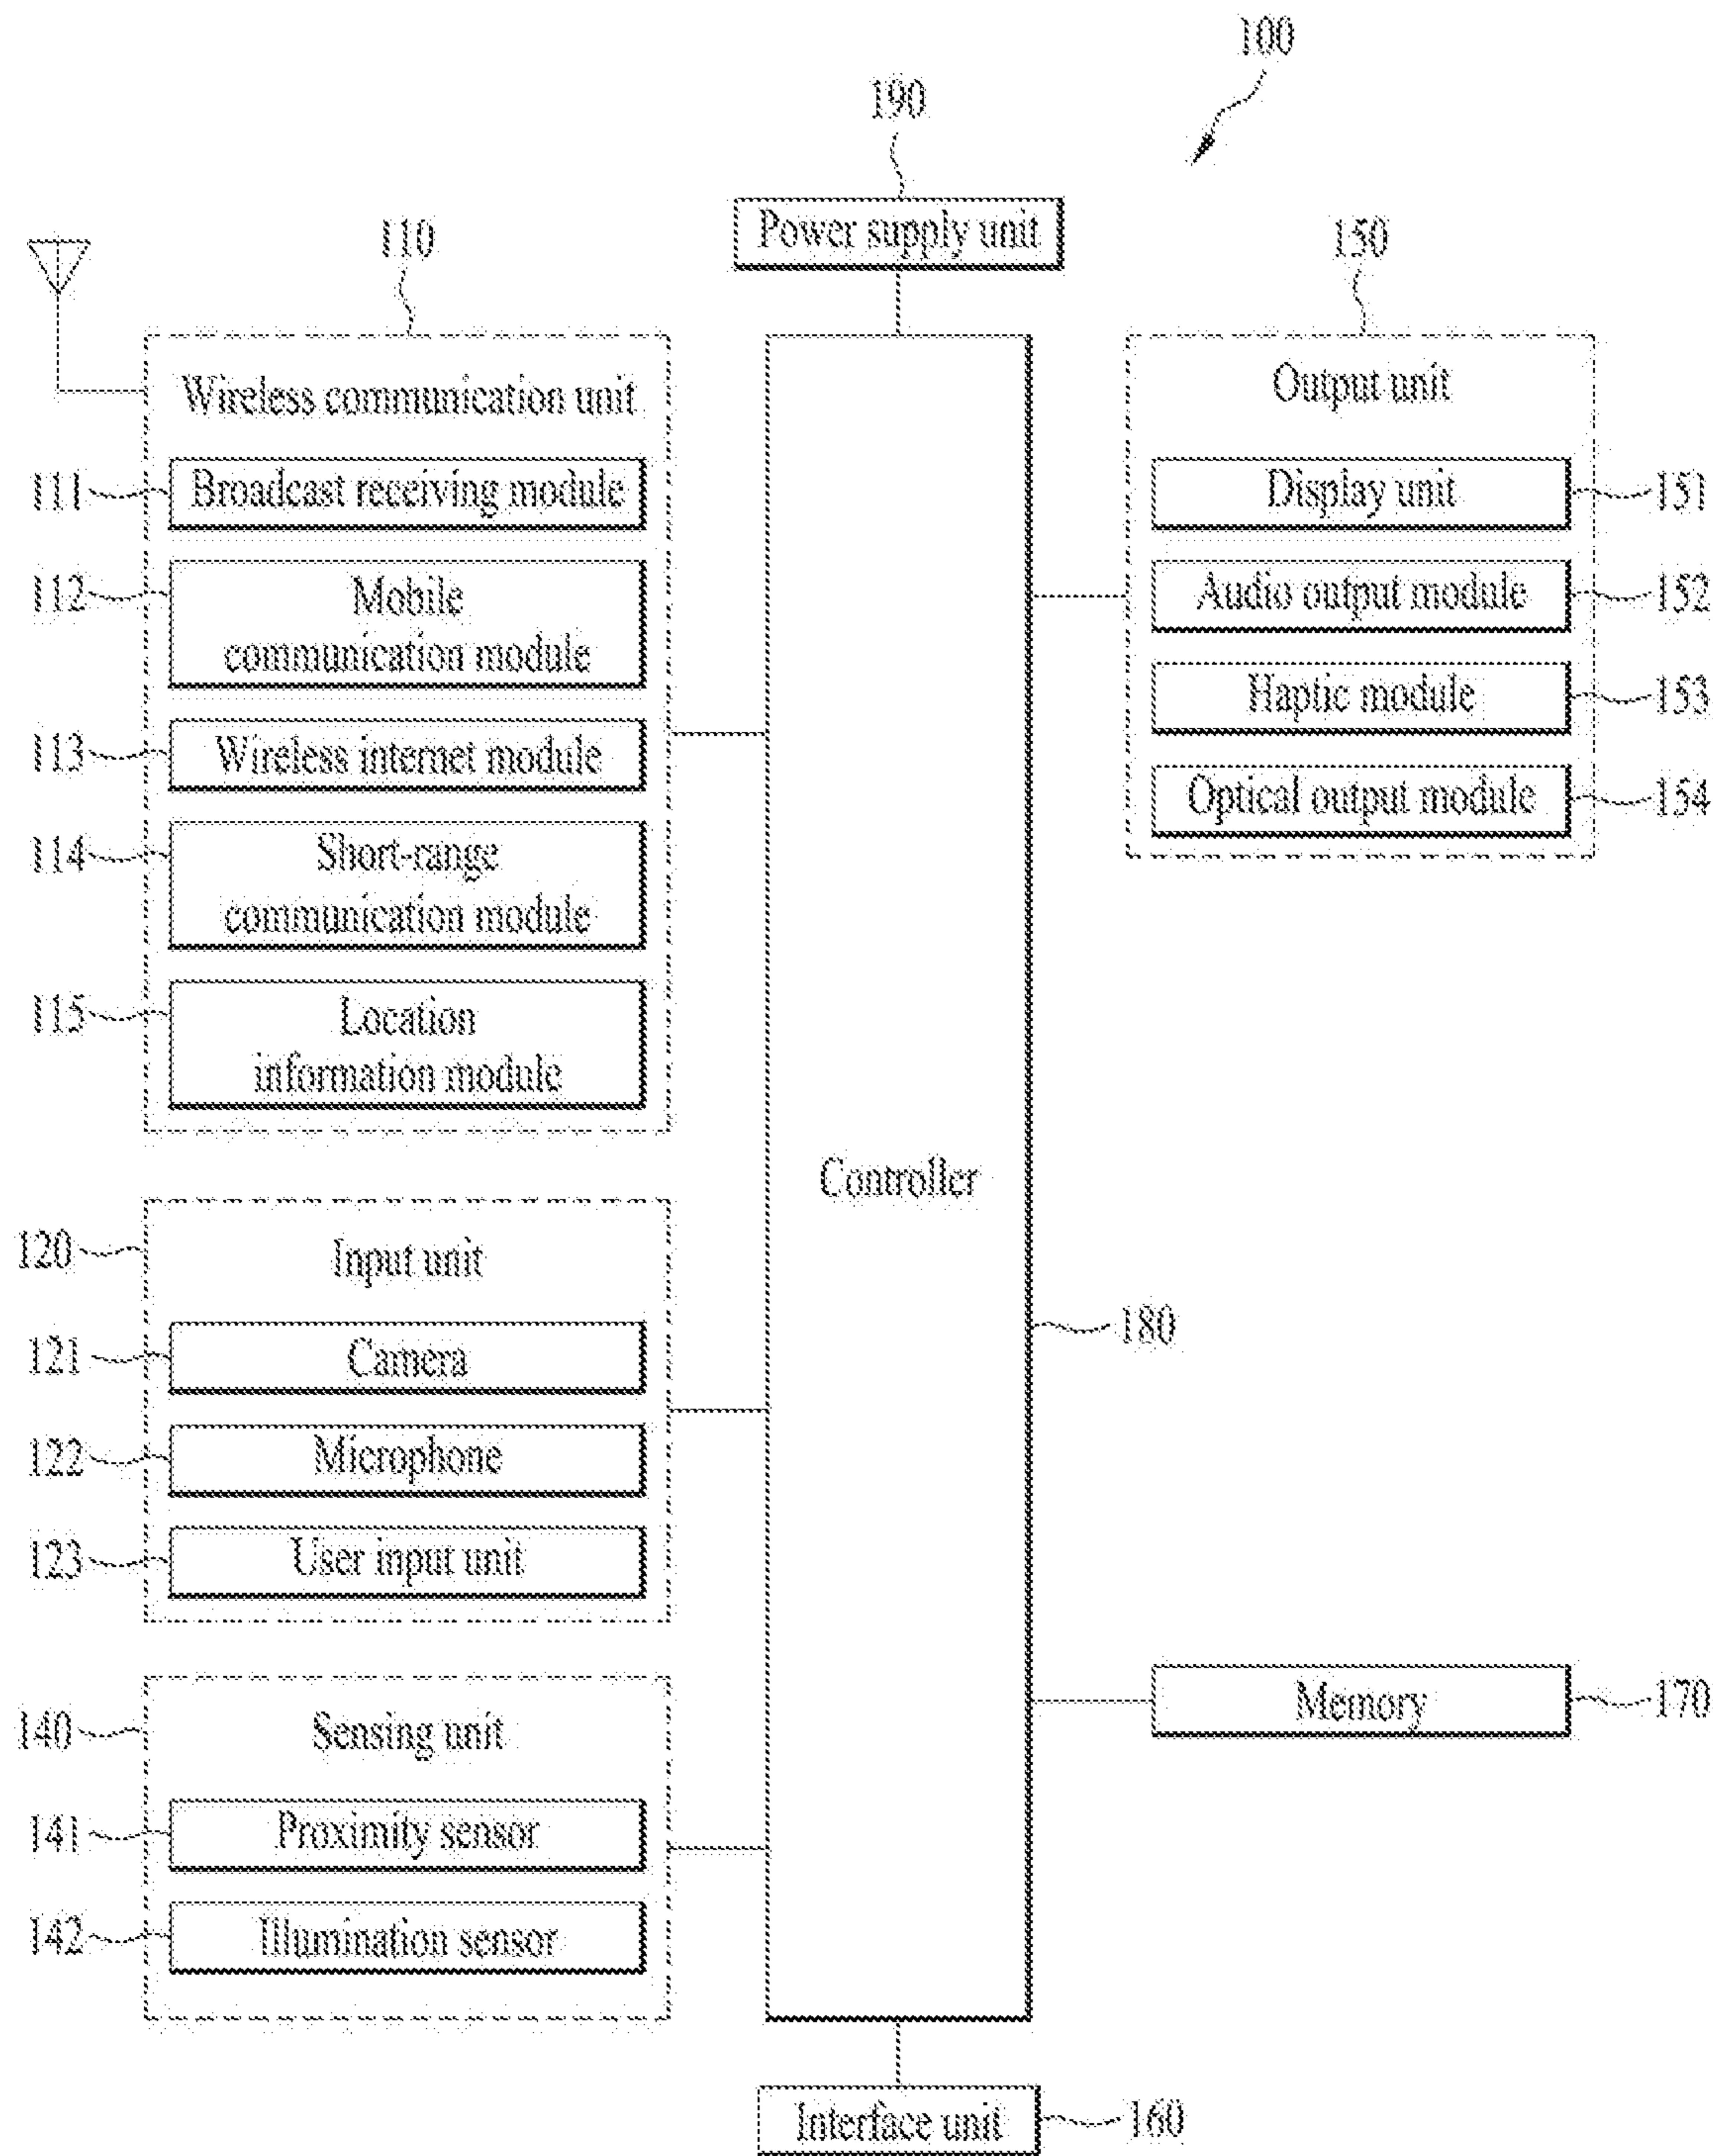 100
190
Power supply unit
110
150
Wireless communication unit
Output unit
111
Broadcast receiving module
Display unit
151
112
Mobile
communication module
Audio output module
152
Haptic module
153
113
Wireless internet module
Optical output module
154
114
Short-range
communication module
115
Location
information module
Controller
120
Input unit
180
121
Camera
122
Microphone
123
User input unit
140
Sensing unit
Memory
170
141
Proximity sensor
142
Illumination sensor
Interface unit
160